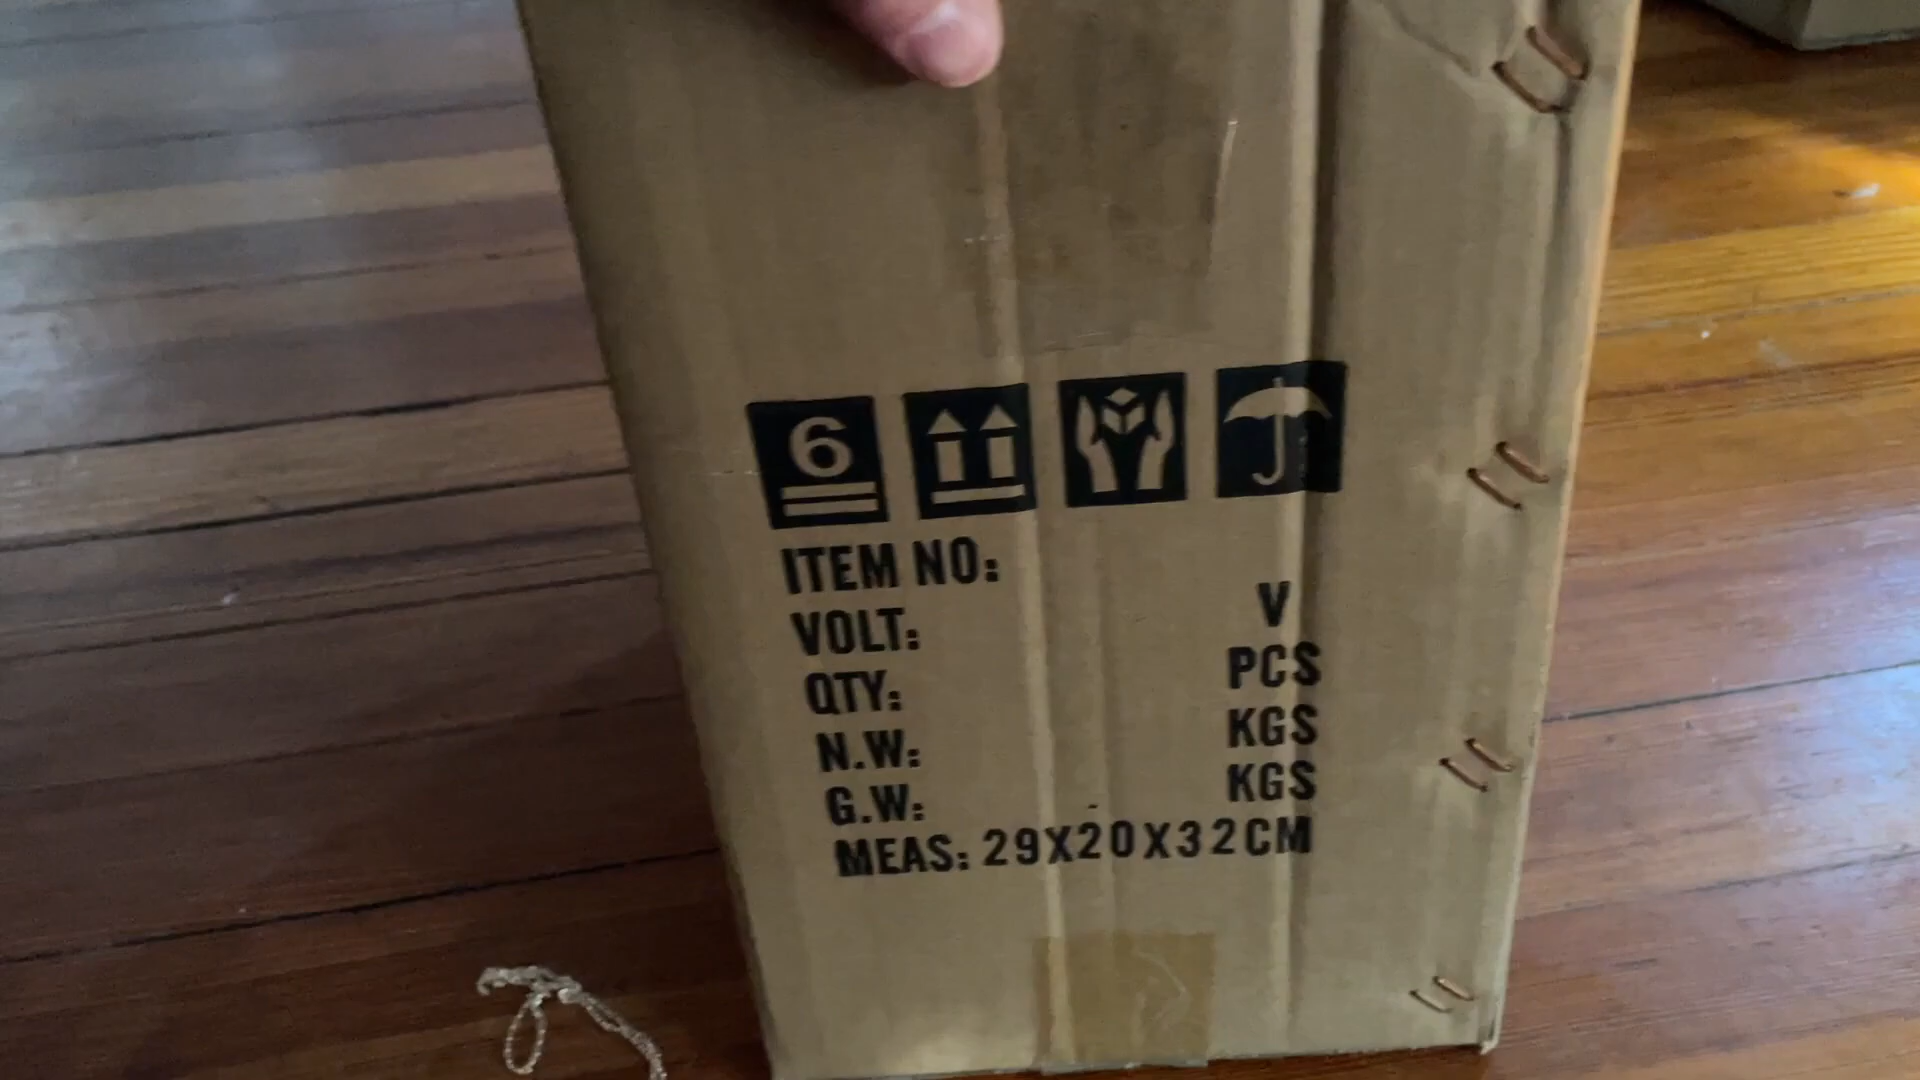 6
ITEM NO:
VOLT: V
QTY: PCS
N.W: KGS
G.W: KGS
MEAS: 29X20X32CM